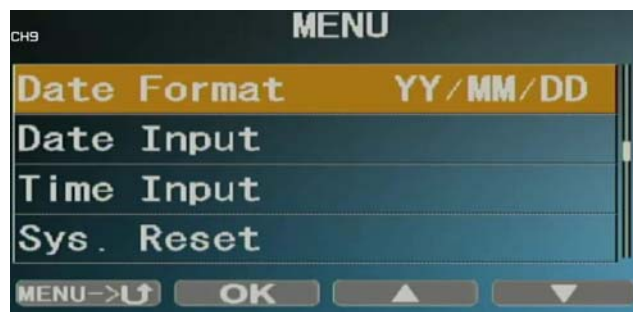 CH9
MENU
Date Format YY/MM/DD
Date Input
Time Input
Sys. Reset
MENU-> OK